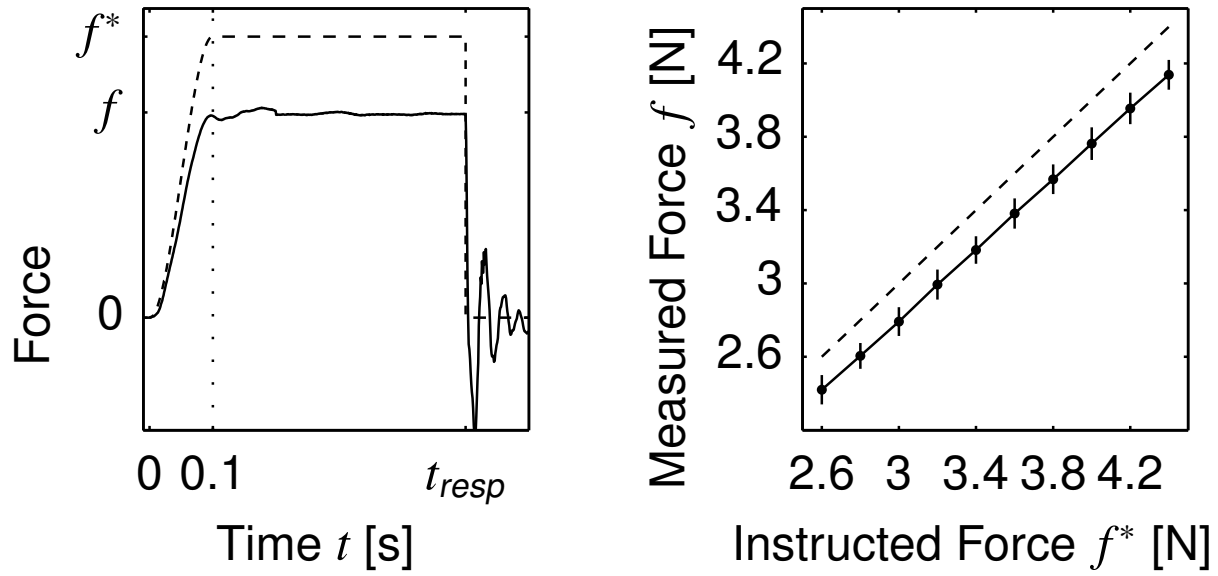 f*
f
0
Force
0 0.1 t_resp
Time t [s]
4.2
3.8
3.4
3
2.6
Measured Force f [N]
2.6 3 3.4 3.8 4.2
Instructed Force f* [N]